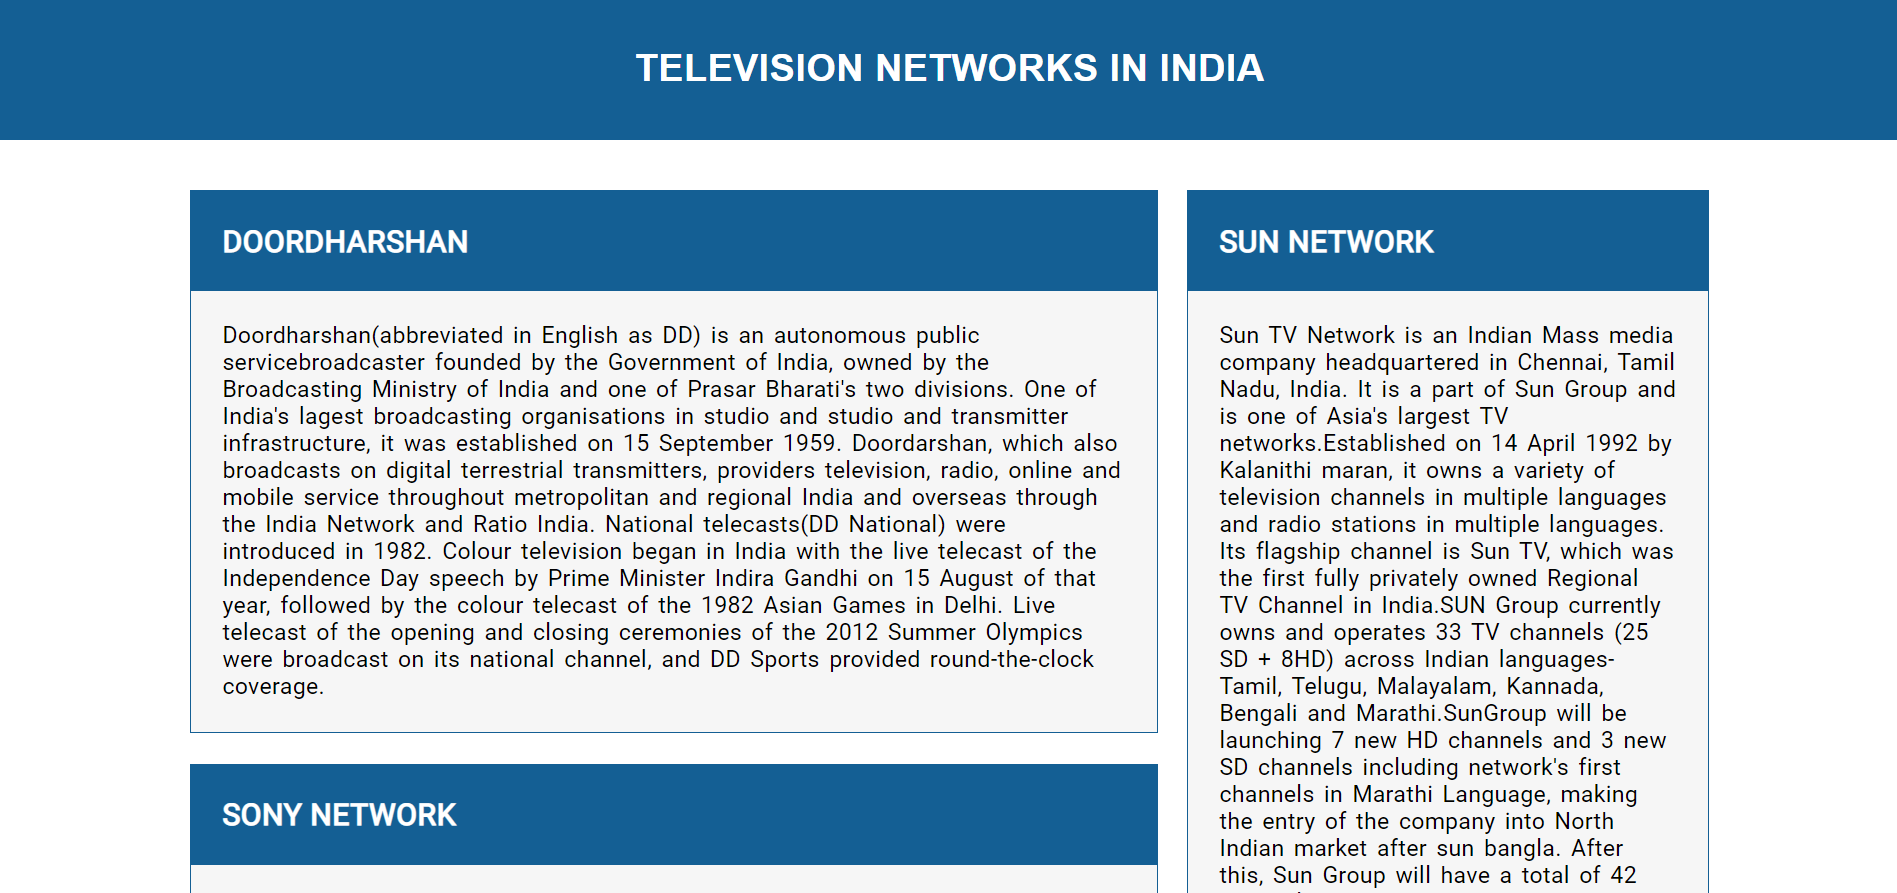 TELEVISION NETWORKS IN INDIA
DOORDHARSHAN
Doordharshan(abbreviated in English as DD) is an autonomous public
servicebroadcaster founded by the Government of India, owned by the
Broadcasting Ministry of India and one of Prasar Bharati's two divisions. One of
India's lagest broadcasting organisations in studio and studio and transmitter
infrastructure, it was established on 15 September 1959. Doordarshan, which also
broadcasts on digital terrestrial transmitters, providers television, radio, online and
mobile service throughout metropolitan and regional India and overseas through
the India Network and Ratio India. National telecasts(DD National) were
introduced in 1982. Colour television began in India with the live telecast of the
Independence Day speech by Prime Minister Indira Gandhi on 15 August of that
year, followed by the colour telecast of the 1982 Asian Games in Delhi. Live
telecast of the opening and closing ceremonies of the 2012 Summer Olympics
were broadcast on its national channel, and DD Sports provided round-the-clock
coverage.
SONY NETWORK
SUN NETWORK
Sun TV Network is an Indian Mass media
company headquartered in Chennai, Tamil
Nadu, India. It is a part of Sun Group and
is one of Asia's largest TV
networks.Established on 14 April 1992 by
Kalanithi maran, it owns a variety of
television channels in multiple languages
and radio stations in multiple languages.
Its flagship channel is Sun TV, which was
the first fully privately owned Regional
TV Channel in India.SUN Group currently
owns and operates 33 TV channels (25
SD + 8HD) across Indian languages-
Tamil, Telugu, Malayalam, Kannada,
Bengali and Marathi.SunGroup will be
launching 7 new HD channels and 3 new
SD channels including network's first
channels in Marathi Language, making
the entry of the company into North
Indian market after sun bangla. After
this, Sun Group will have a total of 42